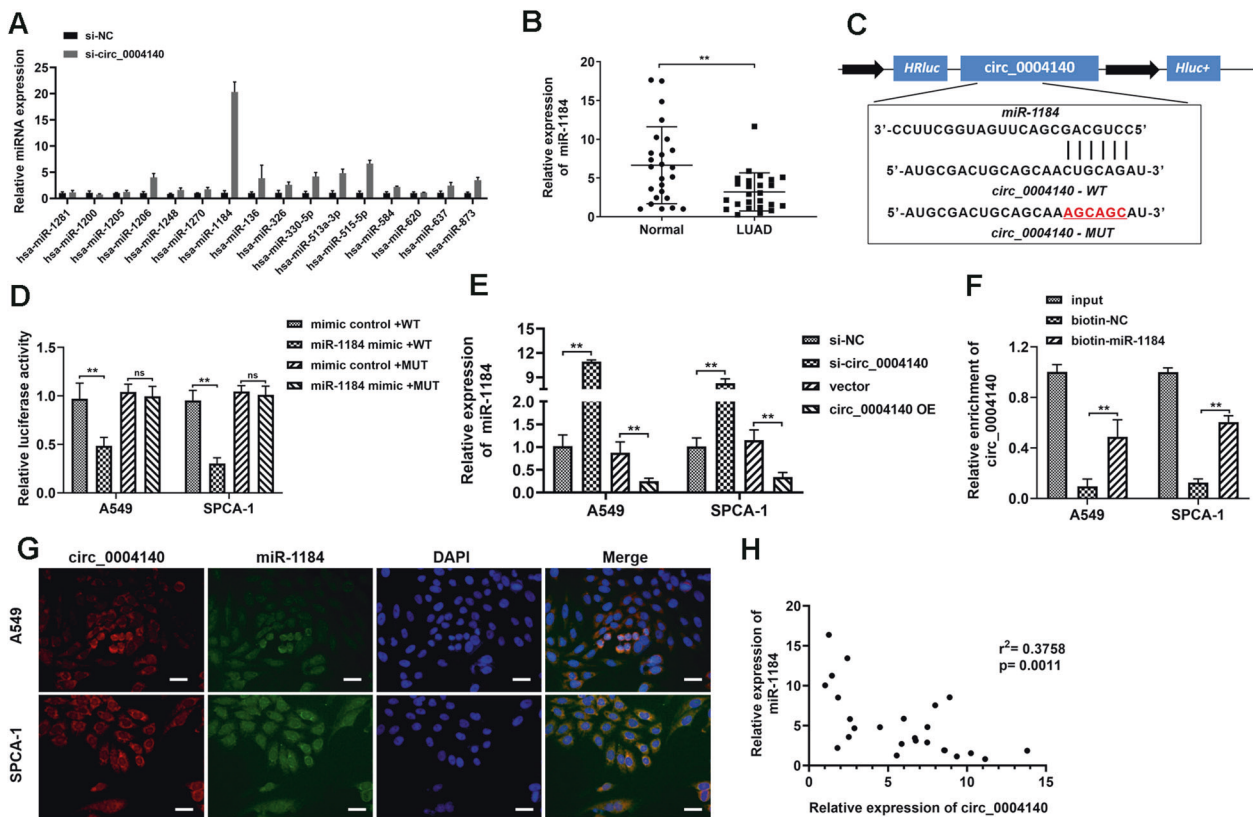 A
si-NC
si-circ_0004140
Relative miRNA expression
25
20
15
10
5
0
hsa-miR-1281
hsa-miR-1200
hsa-miR-1205
hsa-miR-1206
hsa-miR-1248
hsa-miR-1270
hsa-miR-1184
hsa-miR-136
hsa-miR-326
hsa-miR-330-5p
hsa-miR-513a-3p
hsa-miR-515-5p
hsa-miR-584
hsa-miR-620
hsa-miR-637
hsa-miR-873
B
Relative expression
of miR-1184
20
15
10
5
0
**
Normal
LUAD
C
HRluc
circ_0004140
Hluc+
miR-1184
3'-CCUUCGGUAGUUCAGCGACGUCC5'
5'-AUGCGACUGCAGCAACUGCAGAU-3'
circ_0004140 - WT
5'-AUGCGACUGCAGCAAAGCAGCAU-3'
circ_0004140 - MUT
D
Relative luciferase activity
1.5
1.0
0.5
0.0
**
ns
**
ns
A549
SPCA-1
mimic control +WT
miR-1184 mimic +WT
mimic control +MUT
miR-1184 mimic +MUT
E
Relative expression
of miR-1184
15
12
9
6
3
2.0
1.5
1.0
0.5
0.0
**
**
**
**
A549
SPCA-1
si-NC
si-circ_0004140
vector
circ_0004140 OE
F
input
biotin-NC
biotin-miR-1184
Relative enrichment of
circ_0004140
1.2
0.8
0.4
0.0
**
**
A549
SPCA-1
G
circ_0004140
miR-1184
DAPI
Merge
A549
SPCA-1
H
Relative expression of
miR-1184
20
15
10
5
0
0
5
10
15
r2= 0.3758
p= 0.0011
Relative expression of circ_0004140